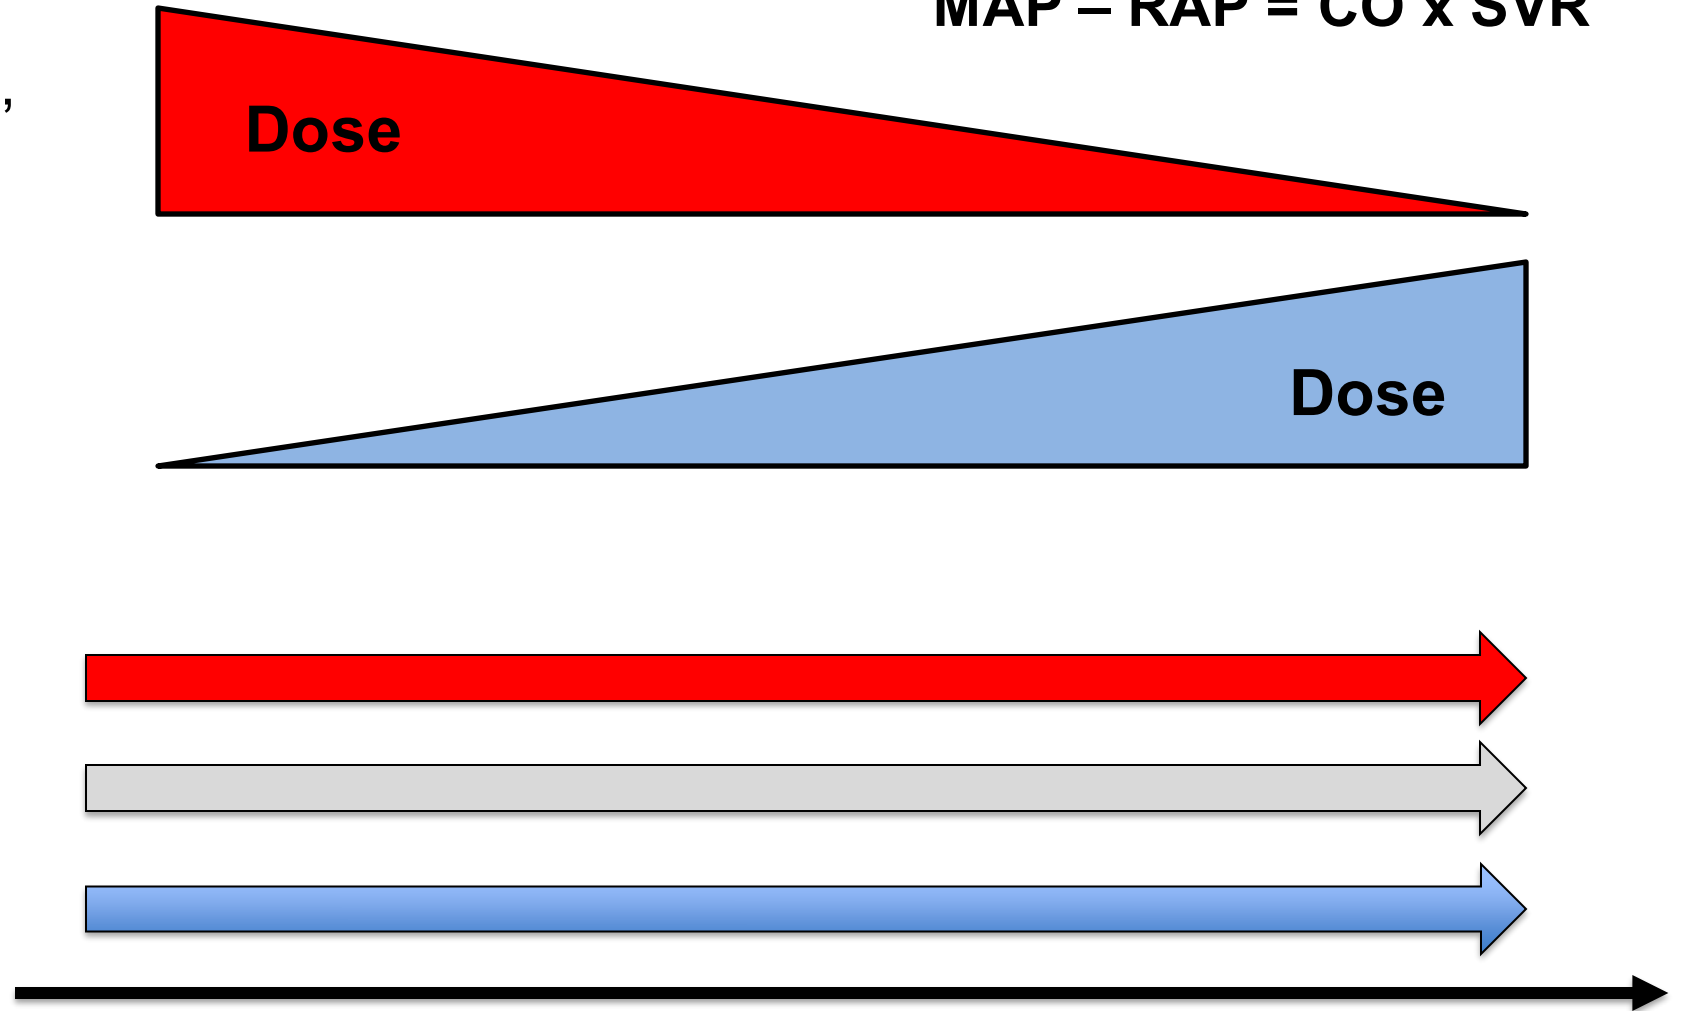 MAP – RAP = CO x SVR
,
Dose
Dose